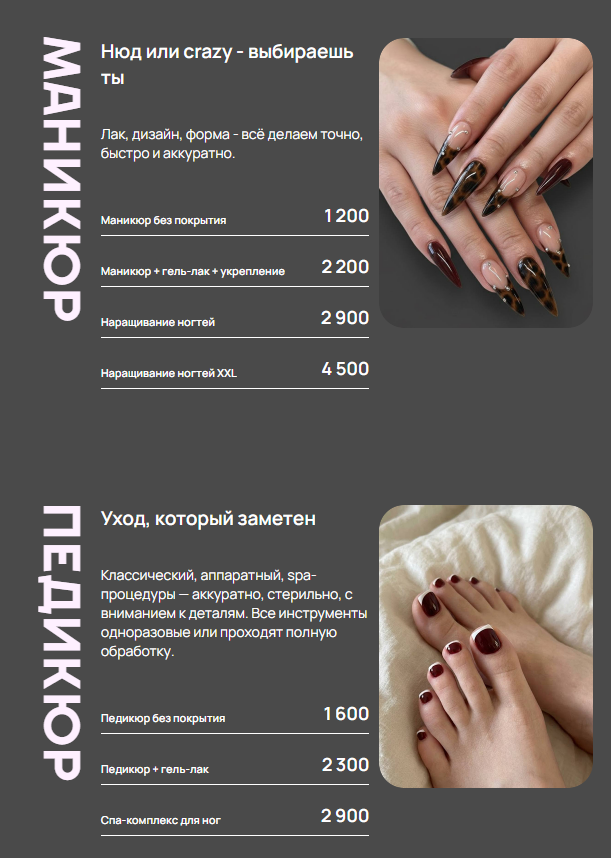 МАНИКЮР
Нюд или crazy - выбираешь
ты
Лак, дизайн, форма - всё делаем точно,
быстро и аккуратно.
Маникюр без покрытия 1 200
Маникюр + гель-лак + укрепление 2 200
Наращивание ногтей 2 900
Наращивание ногтей XXL 4 500
ПЕДИКЮР
Уход, который заметен
Классический, аппаратный, spa-
процедуры — аккуратно, стерильно, с
вниманием к деталям. Все инструменты
одноразовые или проходят полную
обработку.
Педикюр без покрытия 1 600
Педикюр + гель-лак 2 300
Спа-комплекс для ног 2 900